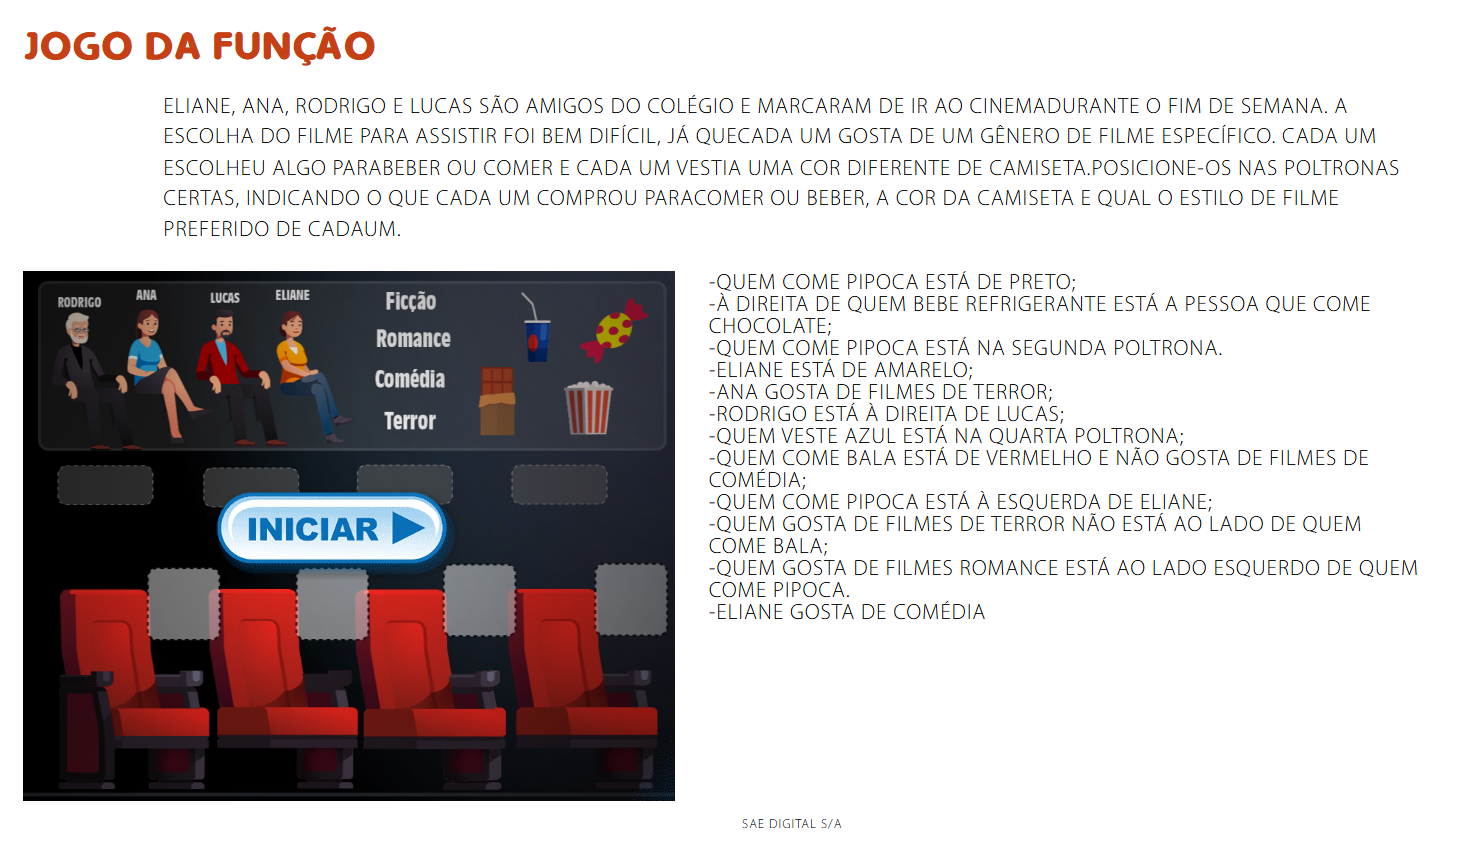 JOGO DA FUNÇÃO
ELIANE, ANA, RODRIGO E LUCAS SÃO AMIGOS DO COLÉGIO E MARCARAM DE IR AO CINEMADURANTE O FIM DE SEMANA. A
ESCOLHA DO FILME PARA ASSISTIR FOI BEM DIFÍCIL, JÁ QUECADA UM GOSTA DE UM GÊNERO DE FILME ESPECÍFICO. CADA UM
ESCOLHEU ALGO PARABEBER OU COMER E CADA UM VESTIA UMA COR DIFERENTE DE CAMISETA.POSICIONE-OS NAS POLTRONAS
CERTAS, INDICANDO O QUE CADA UM COMPROU PARACOMER OU BEBER, A COR DA CAMISETA E QUAL O ESTILO DE FILME
PREFERIDO DE CADAUM.
RODRIGO
ANA
LUCAS
ELIANE
Ficção
Romance
Comédia
Terror
INICIAR
-QUEM COME PIPOCA ESTÁ DE PRETO;
-À DIREITA DE QUEM BEBE REFRIGERANTE ESTÁ A PESSOA QUE COME
CHOCOLATE;
-QUEM COME PIPOCA ESTÁ NA SEGUNDA POLTRONA.
-ELIANE ESTÁ DE AMARELO;
-ANA GOSTA DE FILMES DE TERROR;
-RODRIGO ESTÁ À DIREITA DE LUCAS;
-QUEM VESTE AZUL ESTÁ NA QUARTA POLTRONA;
-QUEM COME BALA ESTÁ DE VERMELHO E NÃO GOSTA DE FILMES DE
COMÉDIA;
-QUEM COME PIPOCA ESTÁ À ESQUERDA DE ELIANE;
-QUEM GOSTA DE FILMES DE TERROR NÃO ESTÁ AO LADO DE QUEM
COME BALA;
-QUEM GOSTA DE FILMES ROMANCE ESTÁ AO LADO ESQUERDO DE QUEM
COME PIPOCA.
-ELIANE GOSTA DE COMÉDIA
SAE DIGITAL S/A